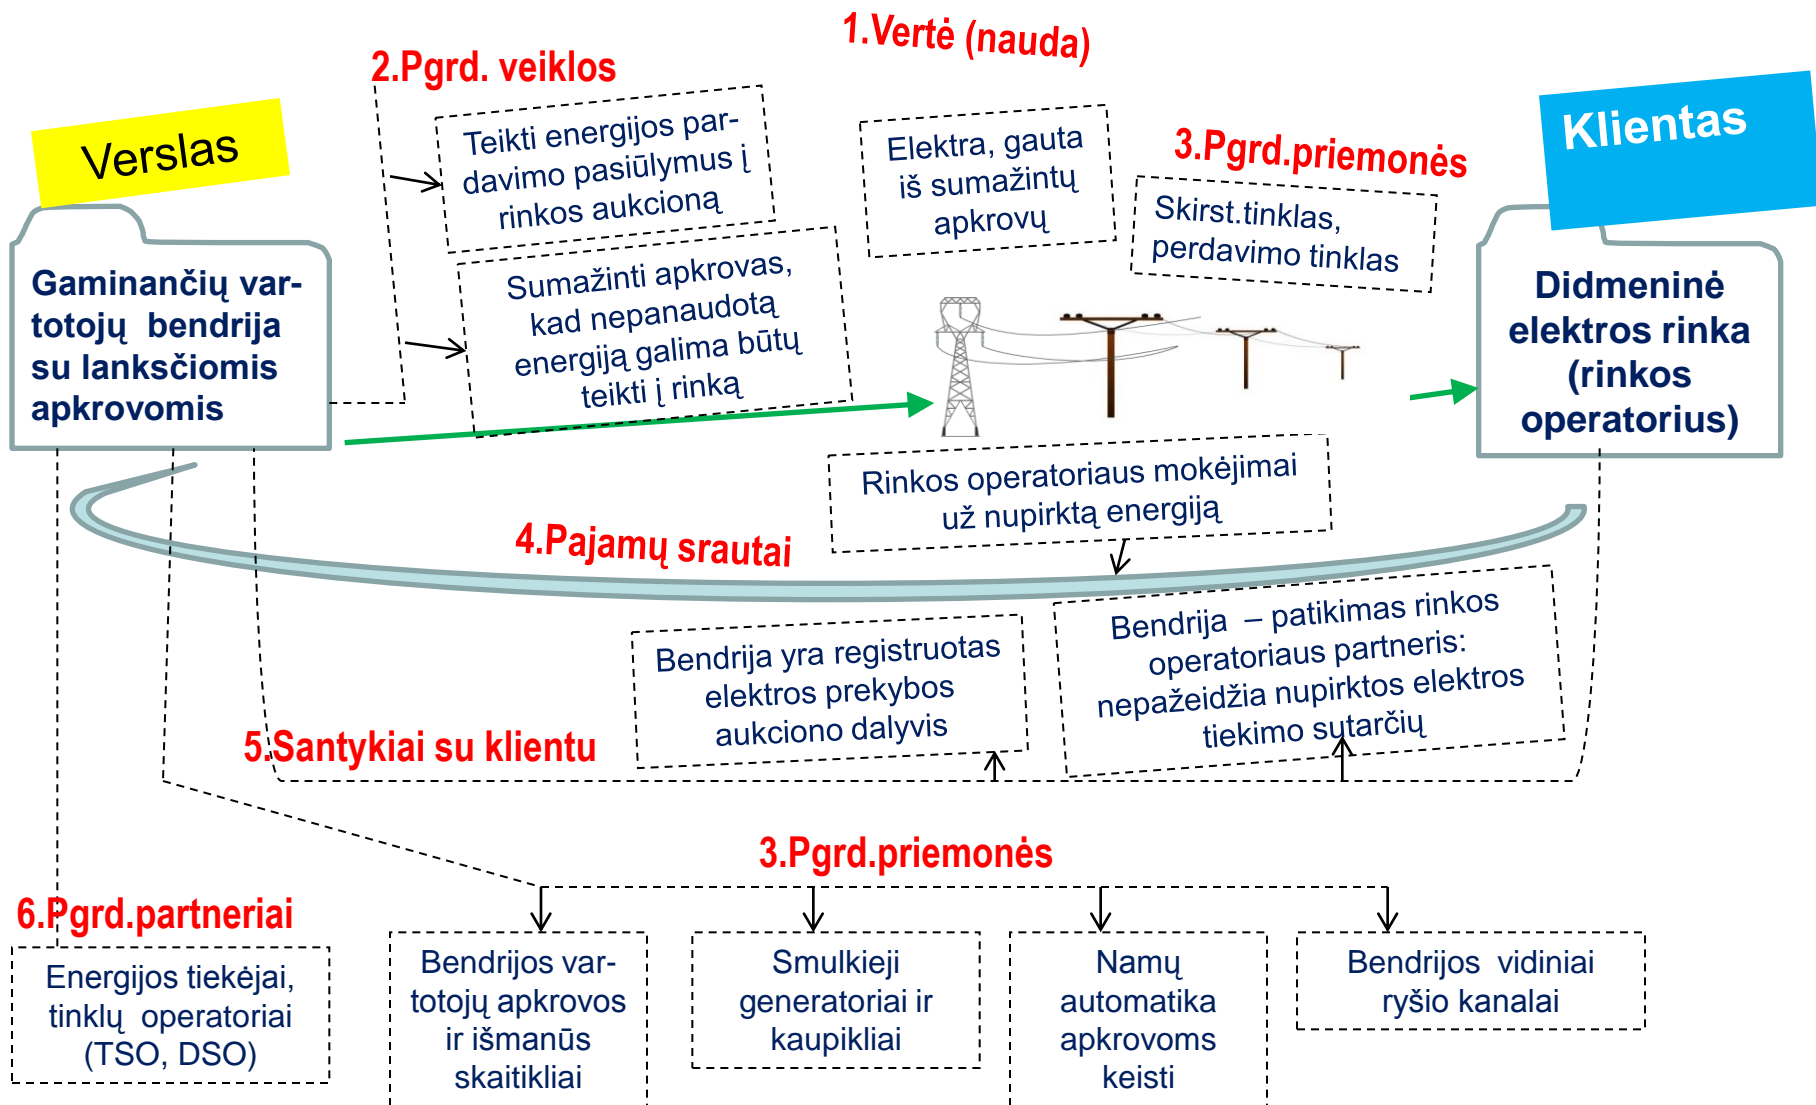 1.Vertė (nauda)
2.Pgrd. veiklos
Verslas
Teikti energijos par-
davimo pasiūlymus į
rinkos aukcioną
Elektra, gauta
iš sumažintų
apkrovų
3.Pgrd.priemonės
Skirst.tinklas,
perdavimo tinklas
Klientas
Gaminančių var-
totojų bendrija
su lanksčiomis
apkrovomis
Sumažinti apkrovas,
kad nepanaudotą
energiją galima būtų
teikti į rinką
Didmeninė
elektros rinka
(rinkos
operatorius)
Rinkos operatoriaus mokėjimai
už nupirktą energiją
4.Pajamų srautai
Bendrija yra registruotas
elektros prekybos
aukciono dalyvis
Bendrija – patikimas rinkos
operatoriaus partneris:
nepažeidžia nupirktos elektros
tiekimo sutarčių
5.Santykiai su klientu
3.Pgrd.priemonės
6.Pgrd.partneriai
Energijos tiekėjai,
tinklų operatoriai
(TSO, DSO)
Bendrijos var-
totojų apkrovos
ir išmanūs
skaitikliai
Smulkieji
generatoriai ir
kaupikliai
Namų
automatika
apkrovoms
keisti
Bendrijos vidiniai
ryšio kanalai